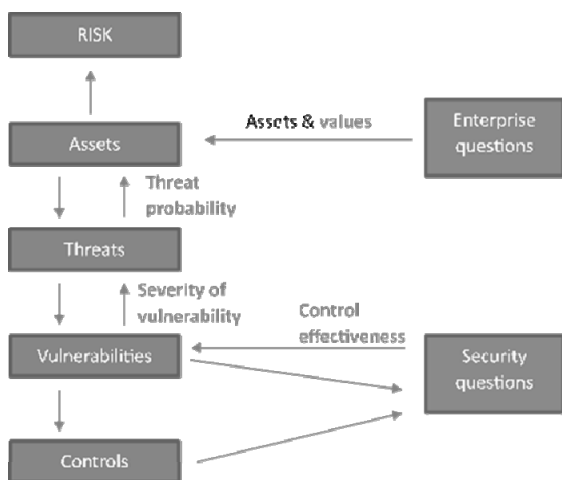 RISK
Assets & values
Enterprise
questions
Assets
Threat
probability
Threats
Severity of
vulnerability
Control
effectiveness
Vulnerabilities
Security
questions
Controls